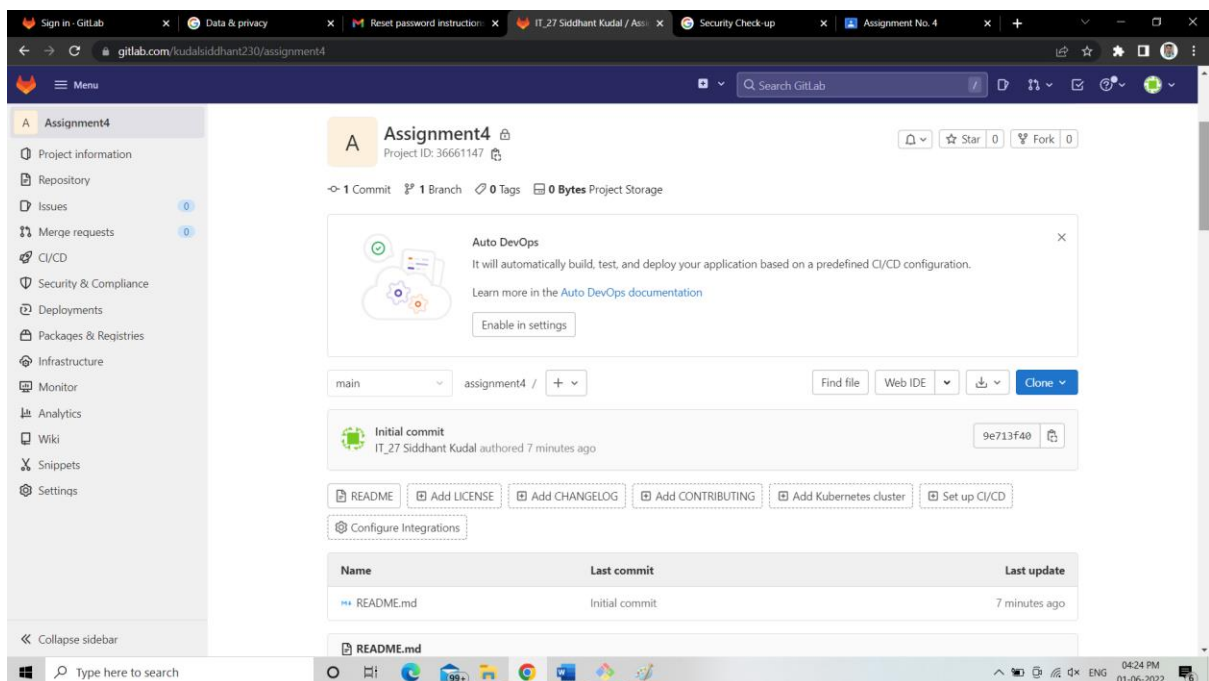 Sign in · GitLab
Data & privacy
Reset password instruction
IT_27 Siddhant Kudal / Assi
Security Check-up
Assignment No. 4
gitlab.com/kudalsiddhant230/assignment4
Menu
Search GitLab
/
A Assignment4
Project information
Repository
Issues 0
Merge requests 0
CI/CD
Security & Compliance
Deployments
Packages & Registries
Infrastructure
Monitor
Analytics
Wiki
Snippets
Settings
Collapse sidebar
A
Assignment4
Project ID: 36661147
Star 0
Fork 0
1 Commit 1 Branch 0 Tags 0 Bytes Project Storage
Auto DevOps
It will automatically build, test, and deploy your application based on a predefined CI/CD configuration.
Learn more in the Auto DevOps documentation
Enable in settings
main
assignment4 /
Find file
Web IDE
Clone
Initial commit
IT_27 Siddhant Kudal authored 7 minutes ago
9e713f40
README Add LICENSE Add CHANGELOG Add CONTRIBUTING Add Kubernetes cluster Set up CI/CD
Configure Integrations
Name Last commit Last update
README.md Initial commit 7 minutes ago
README.md
Type here to search
99+
ENG
04:24 PM
01-06-2022
6